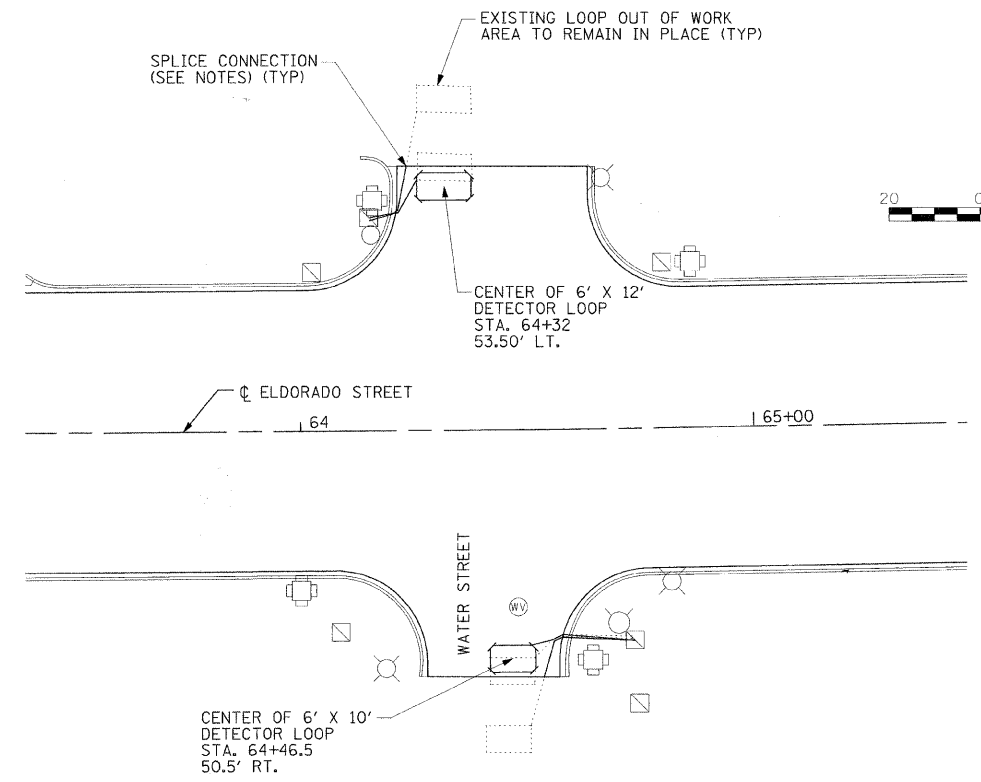 EXISTING LOOP OUT OF WORK
AREA TO REMAIN IN PLACE (TYP)
SPLICE CONNECTION
(SEE NOTES) (TYP)
20 0
CENTER OF 6' X 12'
DETECTOR LOOP
STA. 64+32
53.50' LT.
℄ ELDORADO STREET
64
65+00
WATER STREET
WV
CENTER OF 6' X 10'
DETECTOR LOOP
STA. 64+46.5
50.5' RT.